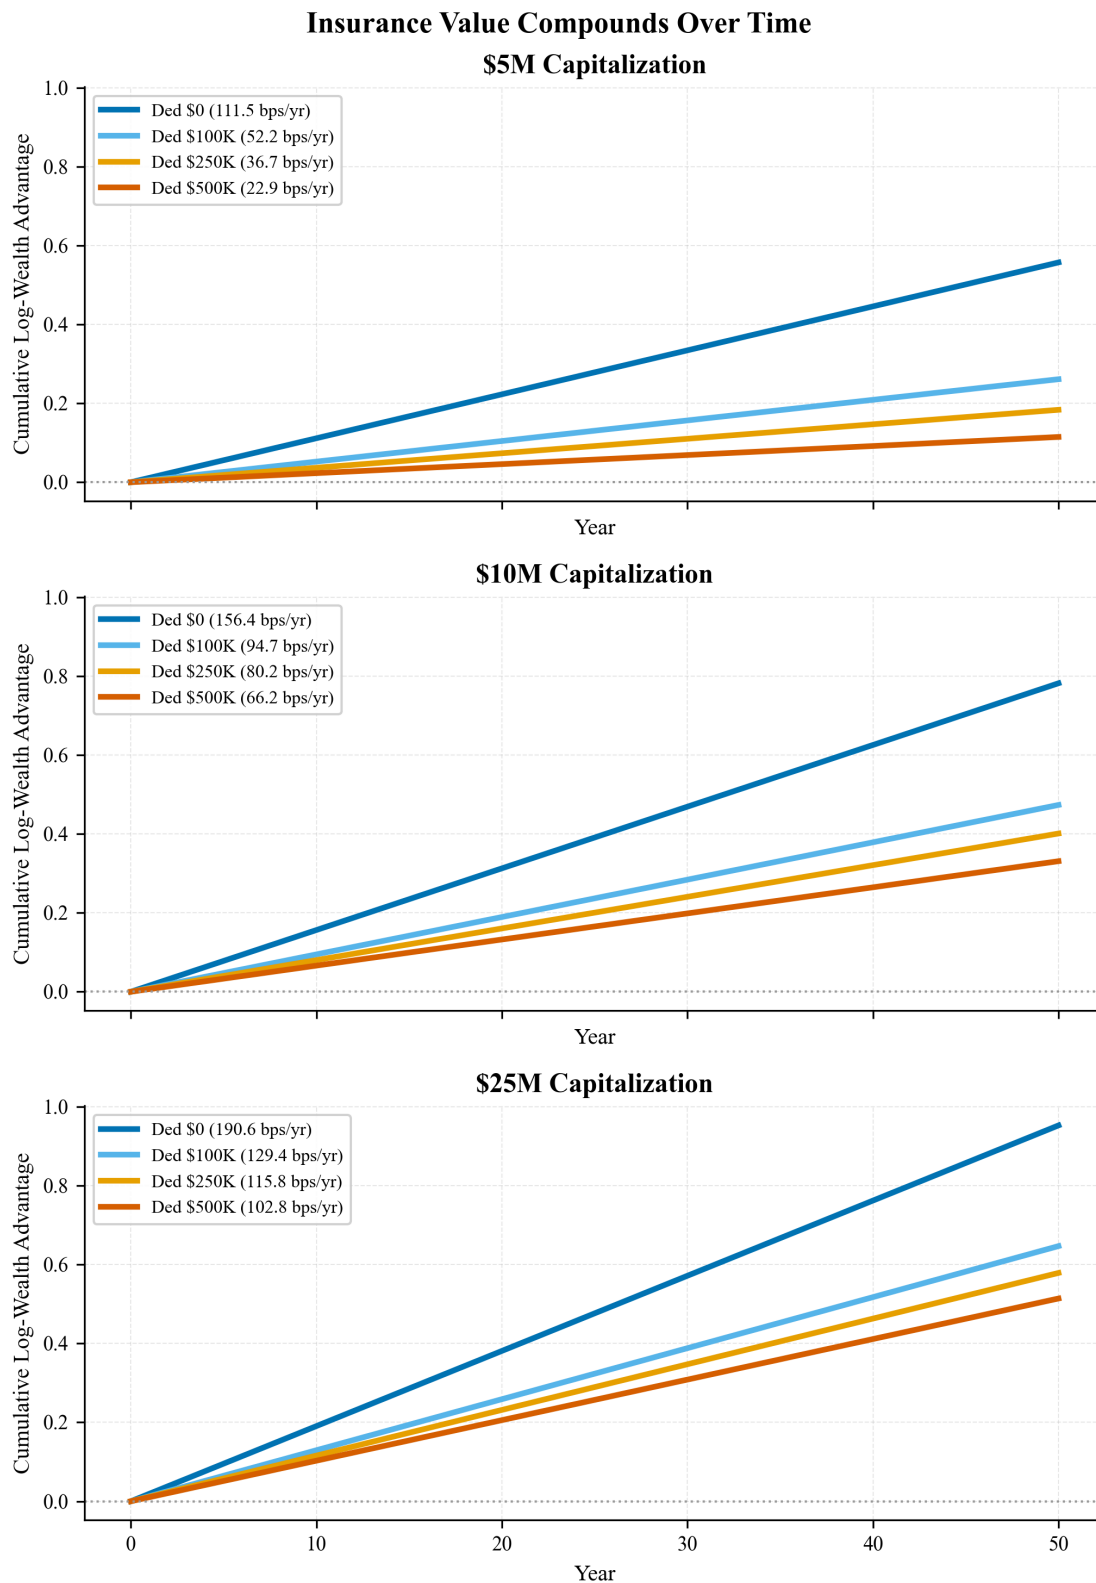 Insurance Value Compounds Over Time
$5M Capitalization
Cumulative Log-Wealth Advantage
1.0
0.8
0.6
0.4
0.2
0.0
Ded $0 (111.5 bps/yr)
Ded $100K (52.2 bps/yr)
Ded $250K (36.7 bps/yr)
Ded $500K (22.9 bps/yr)
Year
$10M Capitalization
Cumulative Log-Wealth Advantage
1.0
0.8
0.6
0.4
0.2
0.0
Ded $0 (156.4 bps/yr)
Ded $100K (94.7 bps/yr)
Ded $250K (80.2 bps/yr)
Ded $500K (66.2 bps/yr)
Year
$25M Capitalization
Cumulative Log-Wealth Advantage
1.0
0.8
0.6
0.4
0.2
0.0
Ded $0 (190.6 bps/yr)
Ded $100K (129.4 bps/yr)
Ded $250K (115.8 bps/yr)
Ded $500K (102.8 bps/yr)
0 10 20 30 40 50
Year